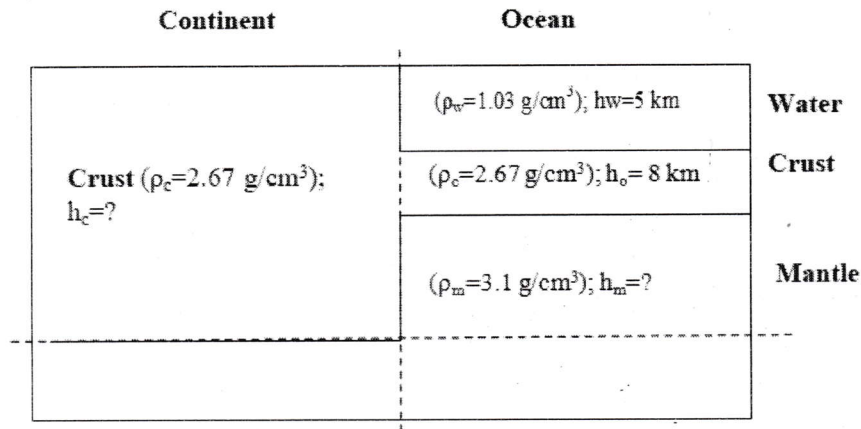 Continent
Ocean
(ρw=1.03 g/cm³); hw=5 km
Water
Crust (ρc=2.67 g/cm³);
hc=?
(ρc=2.67 g/cm³); ho= 8 km
Crust
(ρm=3.1 g/cm³); hm=?
Mantle